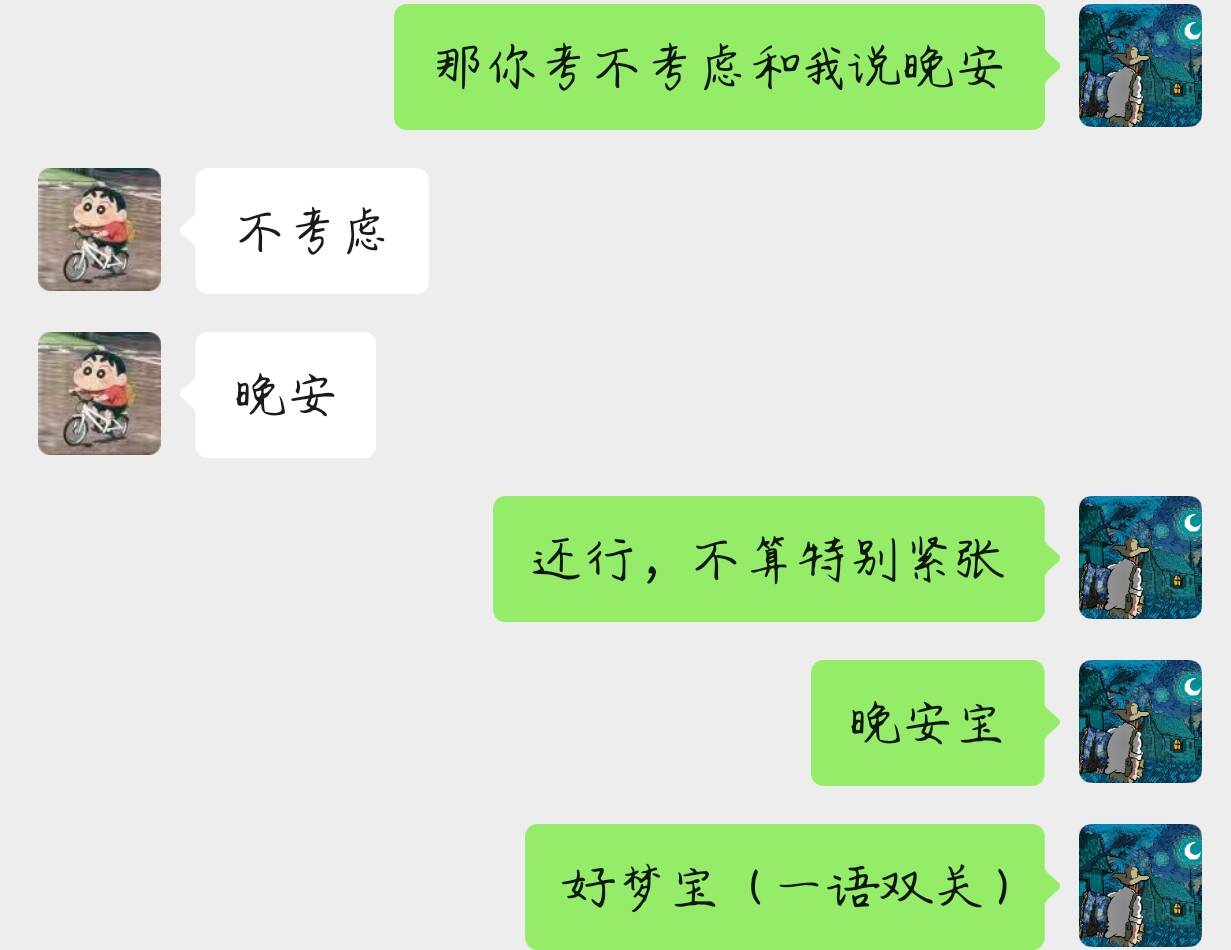 那你考不考虑和我说晚安
不考虑
晚安
还行，不算特别紧张
晚安宝
好梦宝（一语双关）